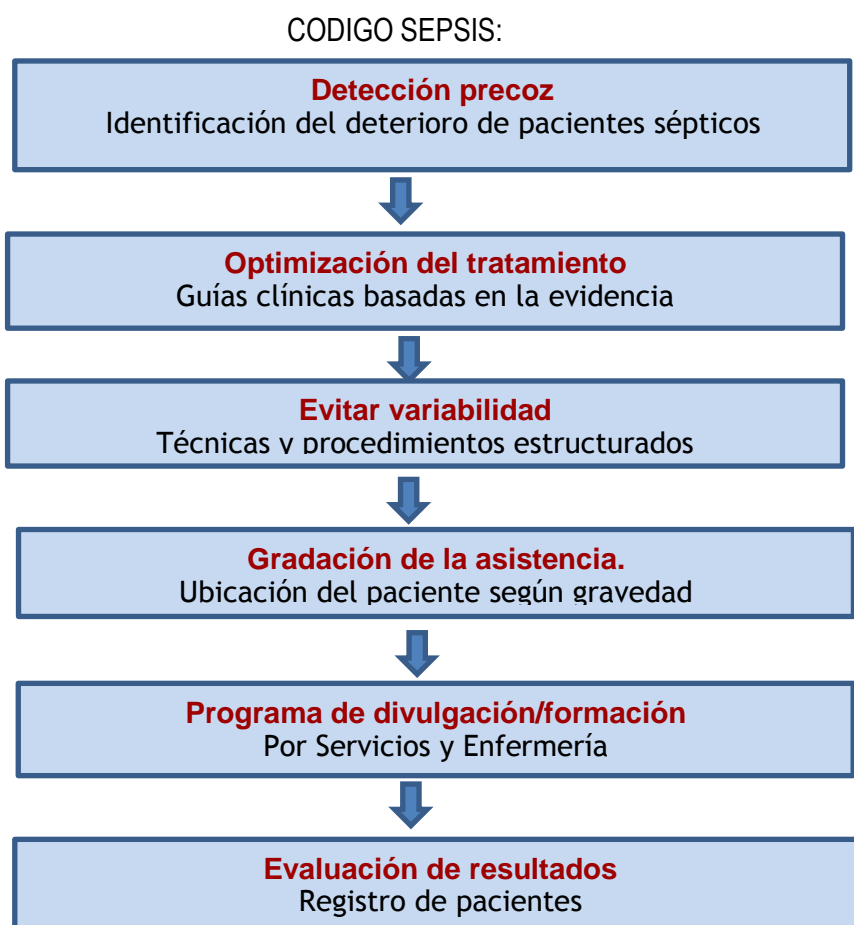 CODIGO SEPSIS:
Detección precoz
Identificación del deterioro de pacientes sépticos
Optimización del tratamiento
Guías clínicas basadas en la evidencia
Evitar variabilidad
Técnicas y procedimientos estructurados
Gradación de la asistencia.
Ubicación del paciente según gravedad
Programa de divulgación/formación
Por Servicios y Enfermería
Evaluación de resultados
Registro de pacientes